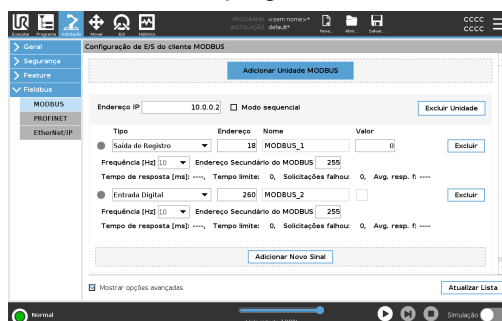 PROGRAMA <sem nome>*
INSTALAÇÃO default*
Executar Programa Instalação Mover E/S Histórico Nova... Abrir... Salvar...
CCCC
CCCC
Geral
Configuração de E/S do cliente MODBUS
Segurança
Feature
Fieldbus
MODBUS
PROFINET
EtherNet/IP
Adicionar Unidade MODBUS
Endereço IP 10.0.0.2 Modo sequencial Excluir Unidade
Tipo Endereço Nome Valor
Saída de Registro 18 MODBUS_1 0 Excluir
Frequência [Hz] 10 Endereço Secundário do MODBUS 255
Tempo de resposta [ms]: ----, Tempo limite: 0, Solicitações falhou: 0, Avg. resp. f: ----
Entrada Digital 260 MODBUS_2 Excluir
Frequência [Hz] 10 Endereço Secundário do MODBUS 255
Tempo de resposta [ms]: ----, Tempo limite: 0, Solicitações falhou: 0, Avg. resp. f: ----
Adicionar Novo Sinal
Mostrar opções avançadas Atualizar Lista
Normal
Simulação